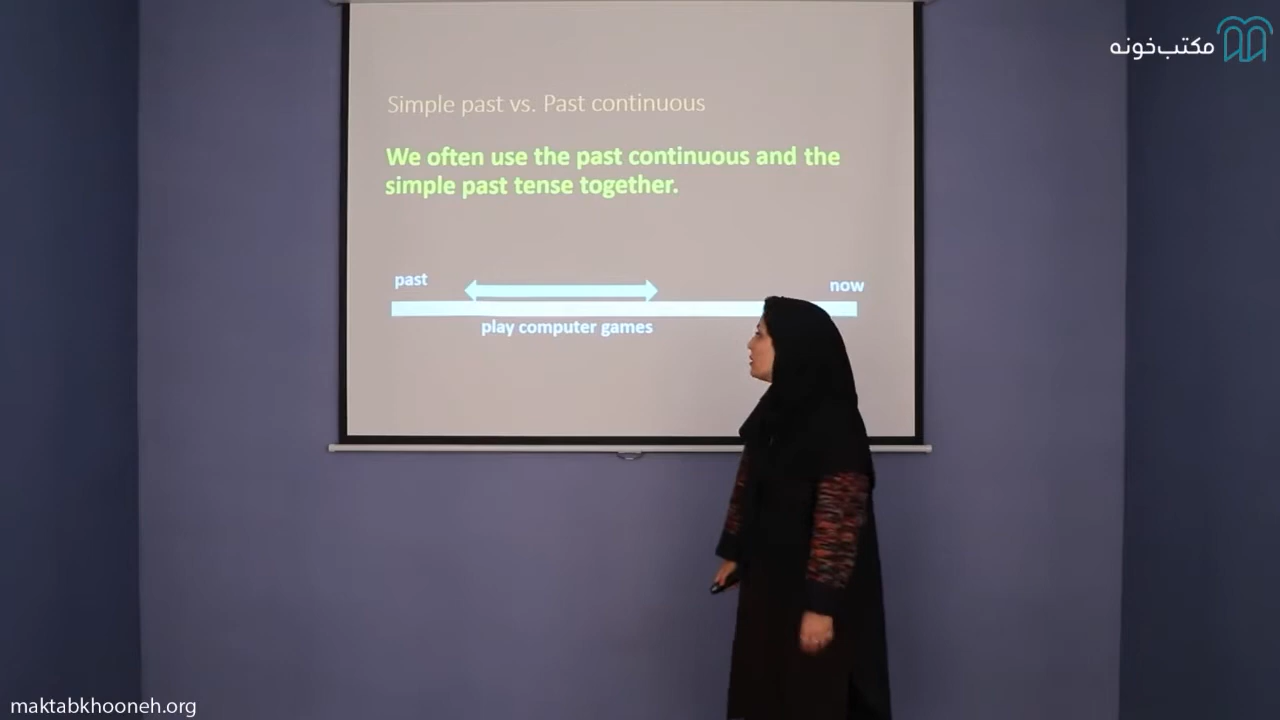 مکتب‌خونه
Simple past vs. Past continuous
We often use the past continuous and the
simple past tense together.
past
now
play computer games
maktabkhooneh.org